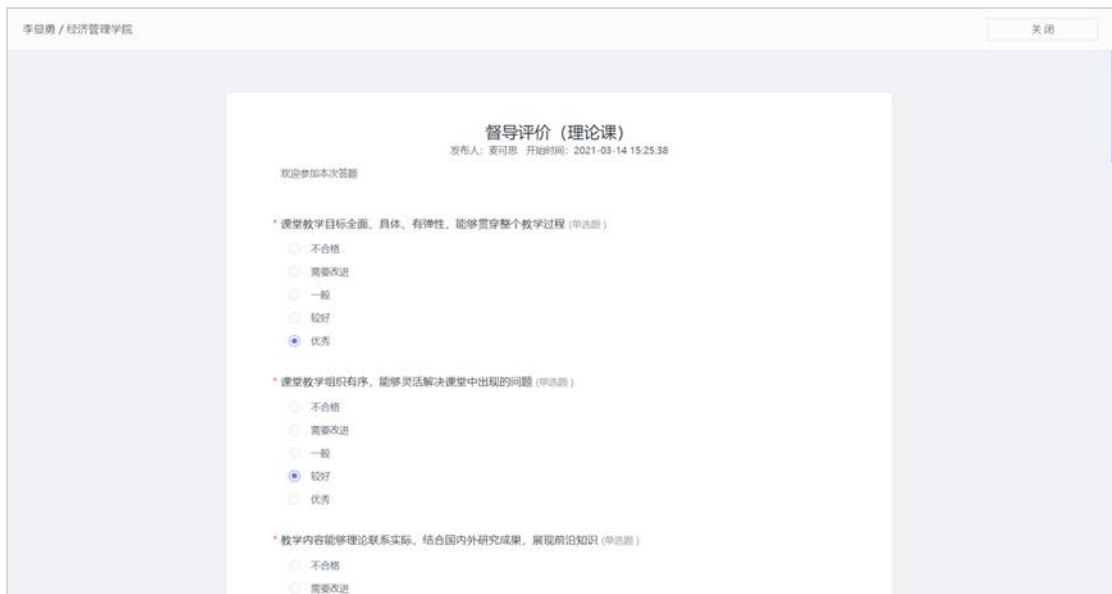 李显勇 / 经济管理学院
关 闭
督导评价（理论课）
发布人：麦可思 开始时间：2021-03-14 15:25:38
欢迎参加本次答题
* 课堂教学目标全面、具体、有弹性，能够贯穿整个教学过程 (单选题 )
不合格
需要改进
一般
较好
优秀
* 课堂教学组织有序，能够灵活解决课堂中出现的问题 (单选题 )
不合格
需要改进
一般
较好
优秀
* 教学内容能够理论联系实际，结合国内外研究成果，展现前沿知识 (单选题 )
不合格
需要改进